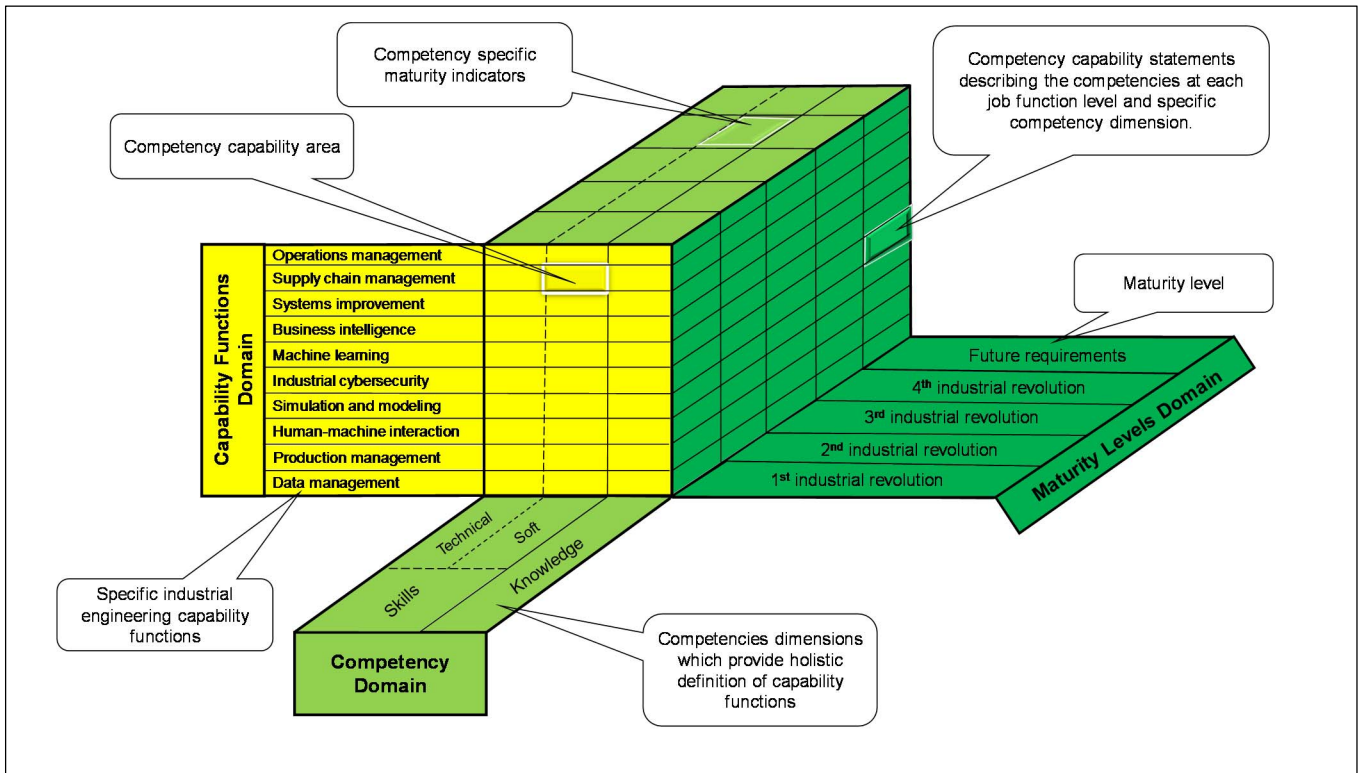 Competency specific
maturity indicators
Competency capability statements
describing the competencies at each
job function level and specific
competency dimension.
Competency capability area
Capability Functions
Domain
Operations management
Supply chain management
Systems improvement
Business intelligence
Machine learning
Industrial cybersecurity
Simulation and modeling
Human-machine interaction
Production management
Data management
Maturity level
Future requirements
4th industrial revolution
3rd industrial revolution
2nd industrial revolution
1st industrial revolution
Maturity Levels Domain
Technical
Soft
Skills
Knowledge
Competency
Domain
Specific industrial
engineering capability
functions
Competencies dimensions
which provide holistic
definition of capability
functions